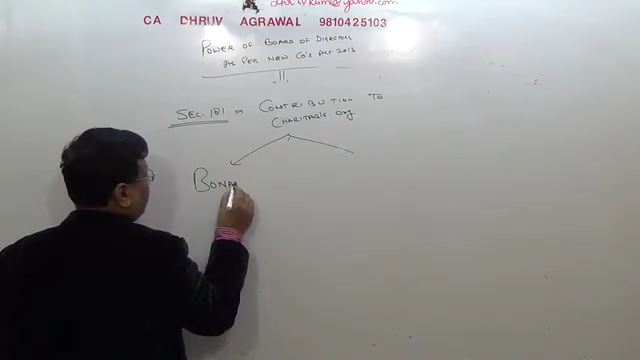 CA DHRUV AGRAWAL 9810425103
POWER OF BOARD OF DIRECTORS
AS PER NEW CO'S ACT 2013
SEC. 181 ⇒ CONTRIBUTION TO
CHARITABLE Org
BONA